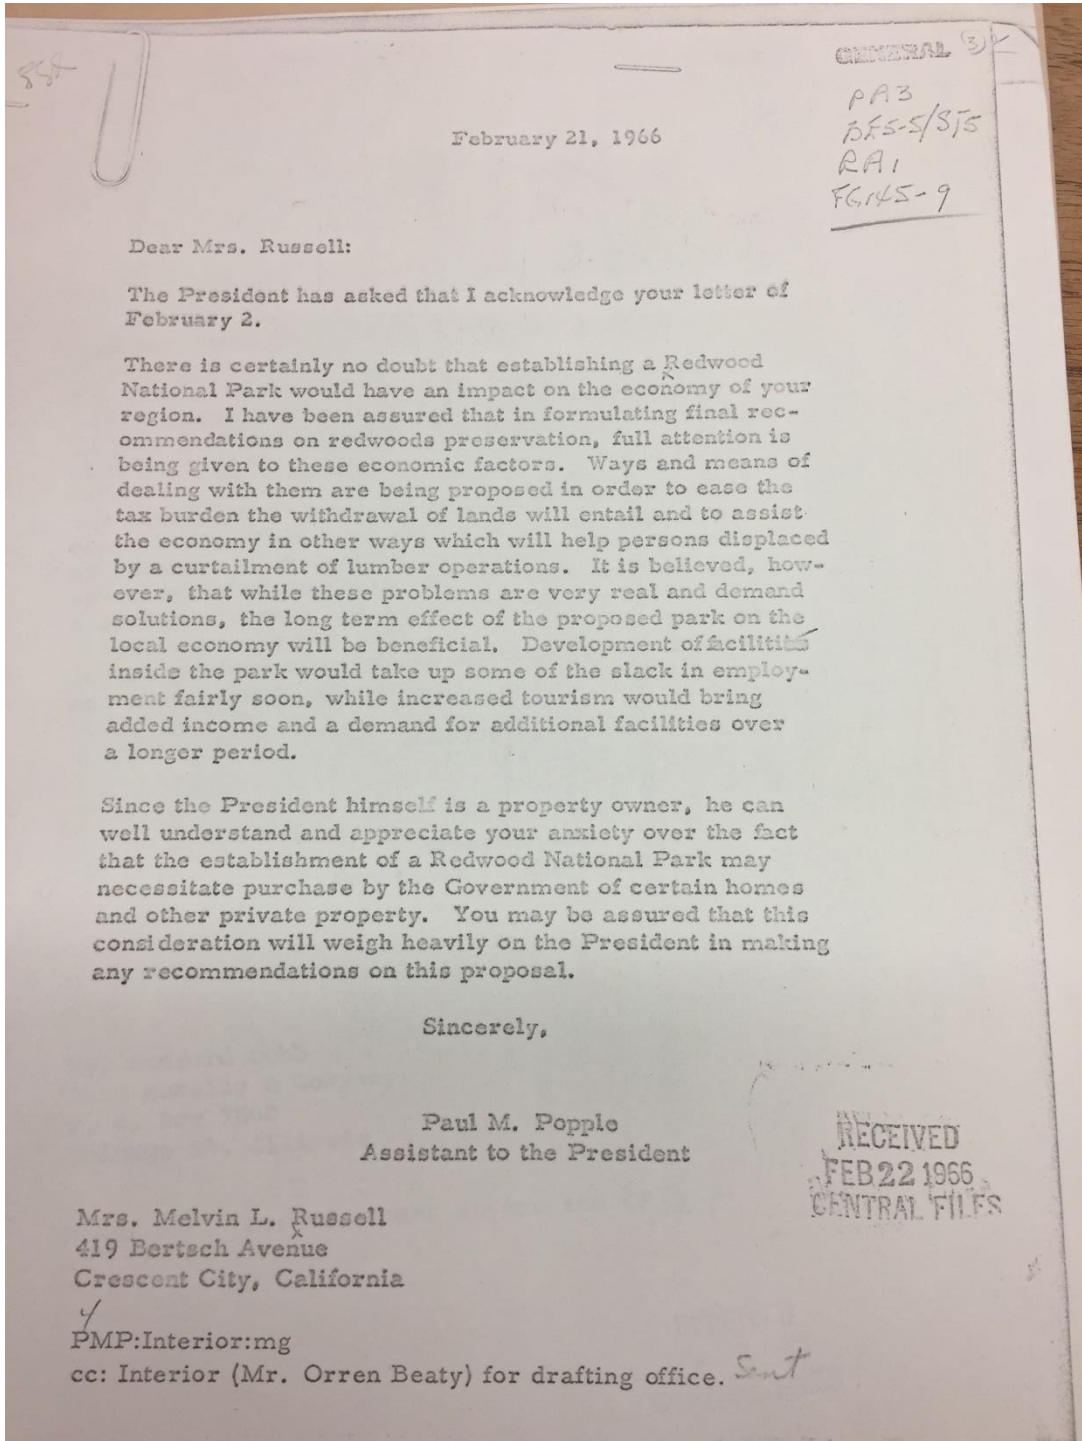 GENERAL
PA3
RA1
FG145-9
February 21, 1966
Dear Mrs. Russell:
The President has asked that I acknowledge your letter of
February 2.
There is certainly no doubt that establishing a Redwood
National Park would have an impact on the economy of your
region. I have been assured that in formulating final rec-
ommendations on redwoods preservation, full attention is
being given to these economic factors. Ways and means of
dealing with them are being proposed in order to ease the
tax burden the withdrawal of lands will entail and to assist
the economy in other ways which will help persons displaced
by a curtailment of lumber operations. It is believed, how-
ever, that while these problems are very real and demand
solutions, the long term effect of the proposed park on the
local economy will be beneficial. Development of facilities
inside the park would take up some of the slack in employ-
ment fairly soon, while increased tourism would bring
added income and a demand for additional facilities over
a longer period.
Since the President himself is a property owner, he can
well understand and appreciate your anxiety over the fact
that the establishment of a Redwood National Park may
necessitate purchase by the Government of certain homes
and other private property. You may be assured that this
consideration will weigh heavily on the President in making
any recommendations on this proposal.
Sincerely,
Paul M. Popple
Assistant to the President
RECEIVED
FEB 22 1966
CENTRAL FILES
Mrs. Melvin L. Russell
419 Bertsch Avenue
Crescent City, California
PMP:Interior:mg
cc: Interior (Mr. Orren Beaty) for drafting office. Sent